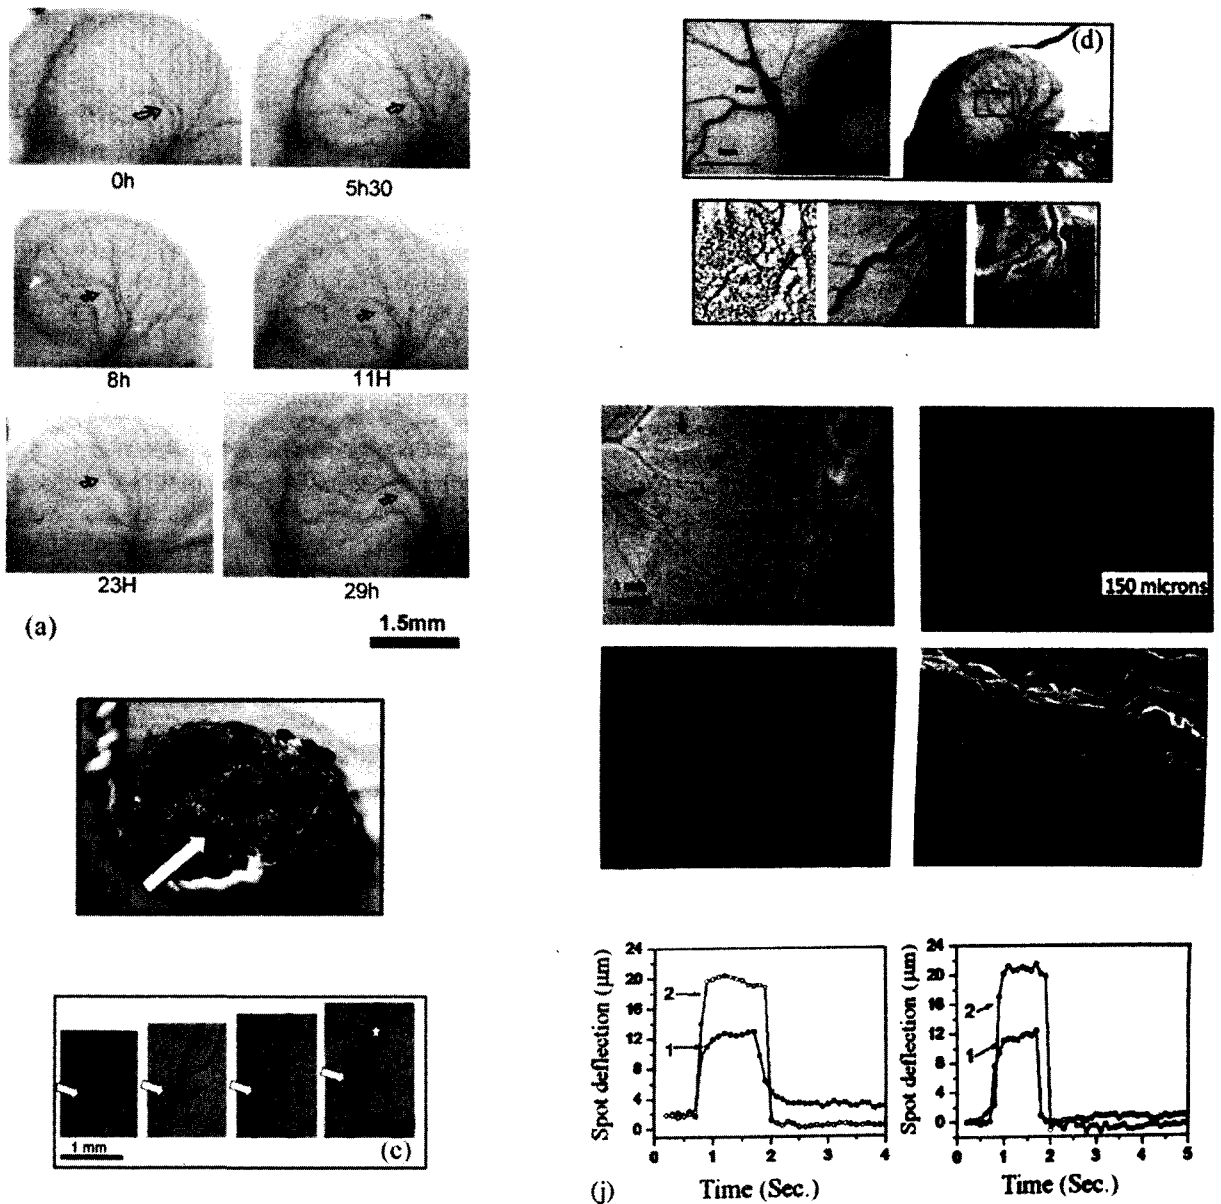 0h
5h30
8h
11H
23H
29h
(a)
1.5mm
1 mm
(c)
(d)
150 microns
Spot deflection (μm)
24
20
16
12
8
4
0
2
1
0
1
2
3
4
Time (Sec.)
(j)
Spot deflection (μm)
24
20
16
12
8
4
0
2
1
0
1
2
3
4
5
Time (Sec.)